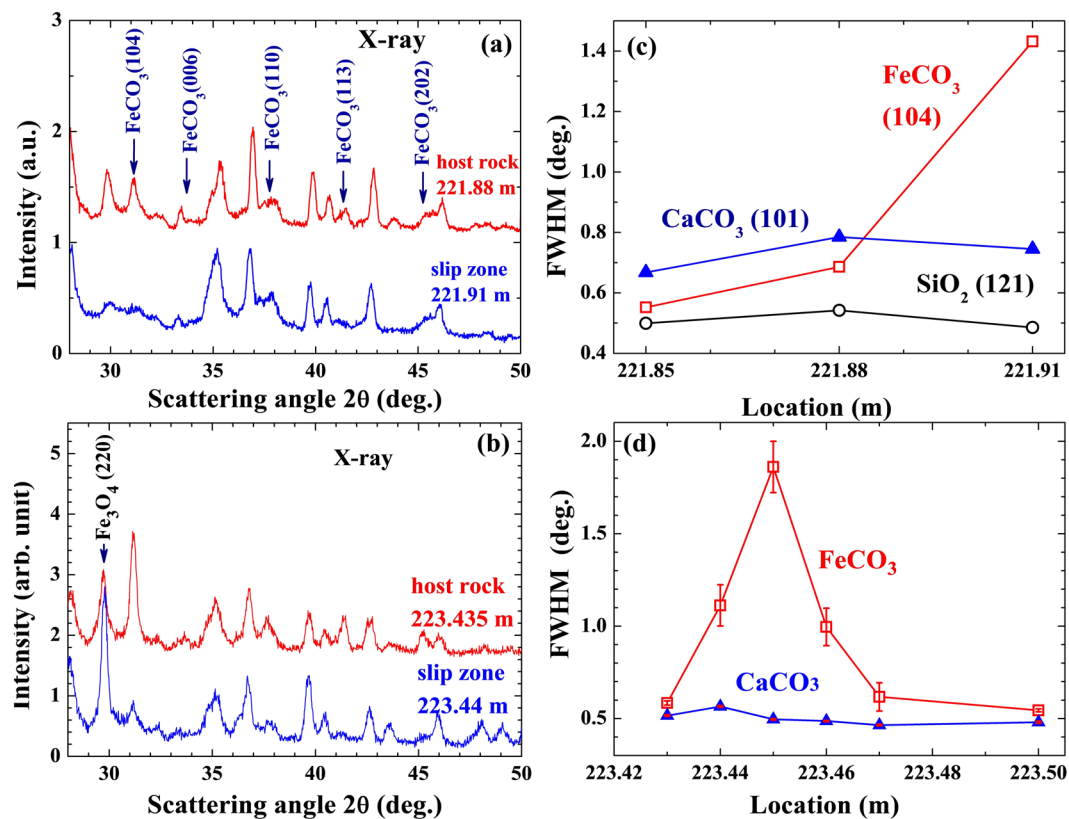 X-ray
(a)
FeCO3(104)
FeCO3(006)
FeCO3(110)
FeCO3(113)
FeCO3(202)
host rock
221.88 m
slip zone
221.91 m
3
2
1
0
Intensity (a.u.)
30 35 40 45 50
Scattering angle 2θ (deg.)
(c)
FeCO3
(104)
CaCO3 (101)
SiO2 (121)
1.4
1.2
1.0
0.8
0.6
0.4
FWHM (deg.)
221.85 221.88 221.91
Location (m)
(b)
X-ray
Fe3O4 (220)
host rock
223.435 m
slip zone
223.44 m
5
4
3
2
1
0
Intensity (arb. unit)
30 35 40 45 50
Scattering angle 2θ (deg.)
(d)
FeCO3
CaCO3
2.0
1.5
1.0
0.5
FWHM (deg.)
223.42 223.44 223.46 223.48 223.50
Location (m)